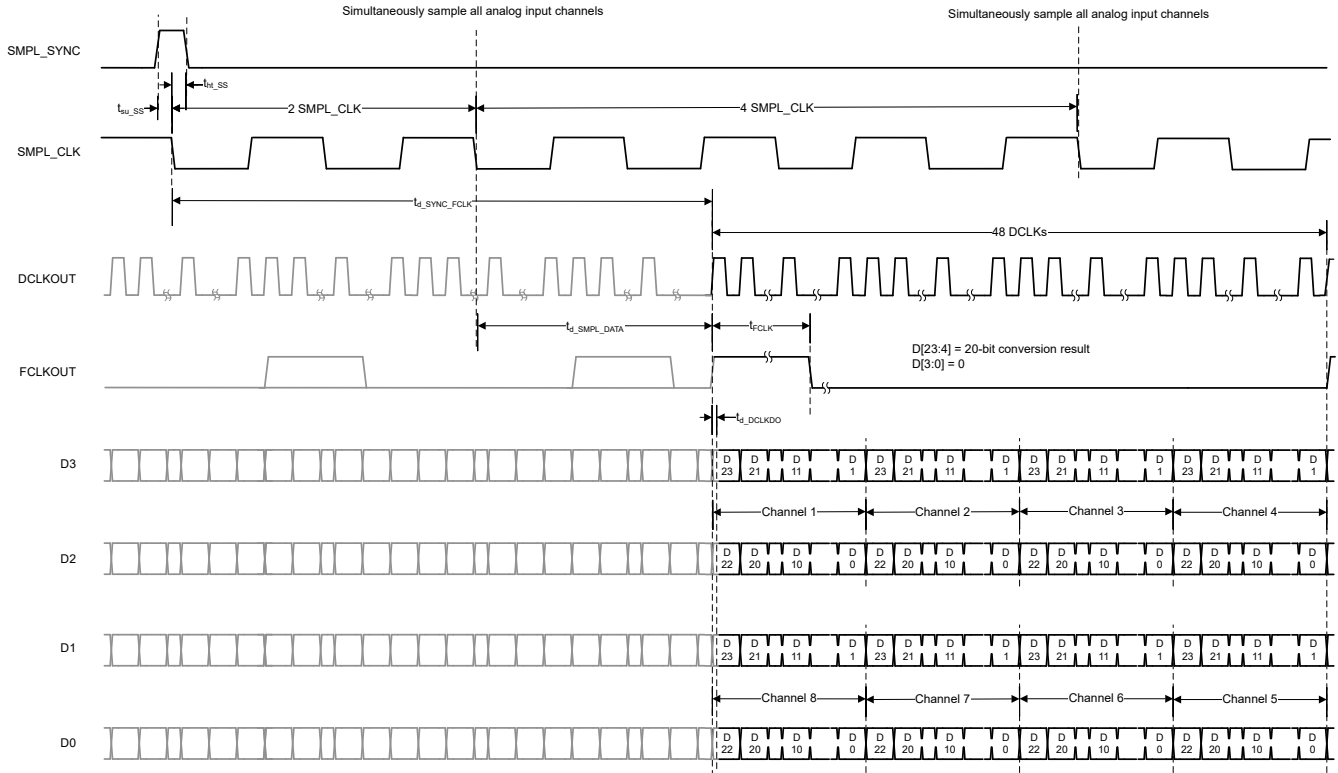 Simultaneously sample all analog input channels
Simultaneously sample all analog input channels
SMPL_SYNC
tht_SS
tsu_SS
2 SMPL_CLK
4 SMPL_CLK
SMPL_CLK
td_SYNC_FCLK
48 DCLKs
DCLKOUT
td_SMPL_DATA
tFCLK
FCLKOUT
D[23:4] = 20-bit conversion result
D[3:0] = 0
td_DCLKDO
D3
D D D D D D D D D D D D D D D D
23 21 11 1 23 21 11 1 23 21 11 1 23 21 11 1
Channel 1 Channel 2 Channel 3 Channel 4
D2
D D D D D D D D D D D D D D D D
22 20 10 0 22 20 10 0 22 20 10 0 22 20 10 0
D1
D D D D D D D D D D D D D D D D
23 21 11 1 23 21 11 1 23 21 11 1 23 21 11 1
Channel 8 Channel 7 Channel 6 Channel 5
D0
D D D D D D D D D D D D D D D D
22 20 10 0 22 20 10 0 22 20 10 0 22 20 10 0